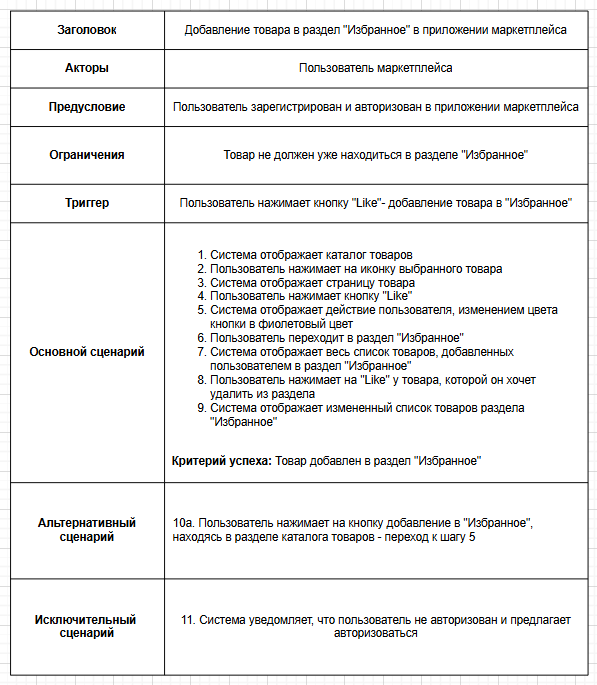 Заголовок
Добавление товара в раздел "Избранное" в приложении маркетплейса
Акторы
Пользователь маркетплейса
Предусловие
Пользователь зарегистрирован и авторизован в приложении маркетплейса
Ограничения
Товар не должен уже находиться в разделе "Избранное"
Триггер
Пользователь нажимает кнопку "Like"- добавление товара в "Избранное"
Основной сценарий
1. Система отображает каталог товаров
2. Пользователь нажимает на иконку выбранного товара
3. Система отображает страницу товара
4. Пользователь нажимает кнопку "Like"
5. Система отображает действие пользователя, изменением цвета
кнопки в фиолетовый цвет
6. Пользователь переходит в раздел "Избранное"
7. Система отображает весь список товаров, добавленных
пользователем в раздел "Избранное"
8. Пользователь нажимает на "Like" у товара, которой он хочет
удалить из раздела
9. Система отображает измененный список товаров раздела
"Избранное"
Критерий успеха: Товар добавлен в раздел "Избранное"
Альтернативный
сценарий
10а. Пользователь нажимает на кнопку добавление в "Избранное",
находясь в разделе каталога товаров - переход к шагу 5
Исключительный
сценарий
11. Система уведомляет, что пользователь не авторизован и предлагает
авторизоваться